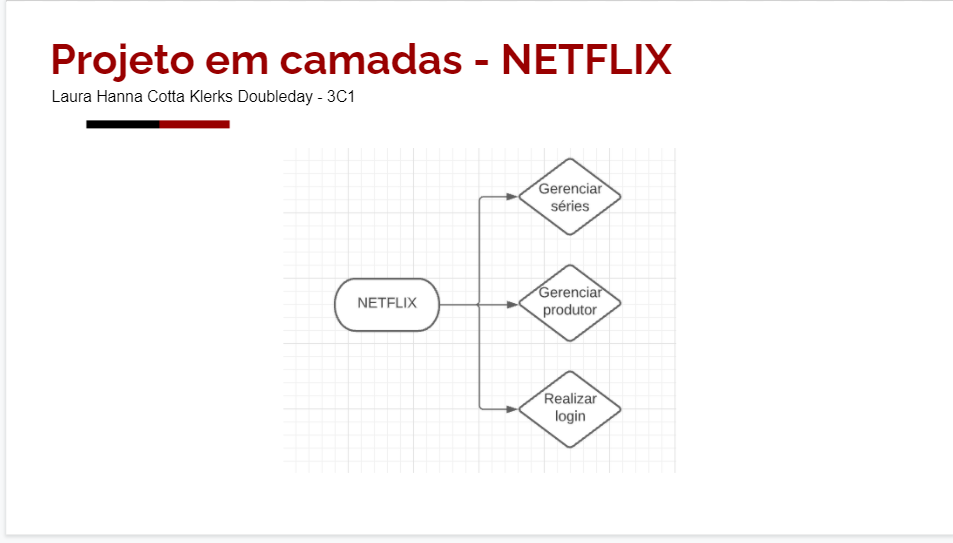 Projeto em camadas - NETFLIX
Laura Hanna Cotta Klerks Doubleday - 3C1
Gerenciar
séries
NETFLIX
Gerenciar
produtor
Realizar
login